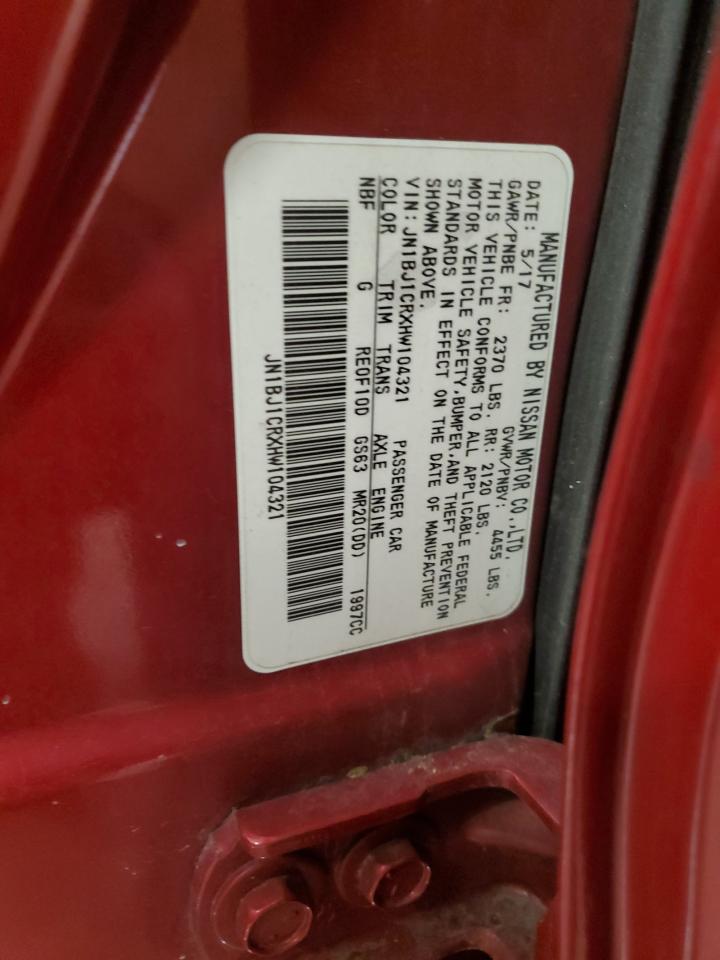 MANUFACTURED BY NISSAN MOTOR CO.,LTD.
DATE: 5/17 GVWR/PNBV: 4455 LBS.
GAWR/PNBE FR: 2370 LBS. RR: 2120 LBS.
THIS VEHICLE CONFORMS TO ALL APPLICABLE FEDERAL
MOTOR VEHICLE SAFETY,BUMPER,AND THEFT PREVENTION
STANDARDS IN EFFECT ON THE DATE OF MANUFACTURE
SHOWN ABOVE.
VIN: JN1BJ1CRXHW104321 PASSENGER CAR
COLOR TRIM TRANS AXLE ENGINE
NBF G RE0F10D GS63 MR20(DD) 1997CC
JN1BJ1CRXHW104321